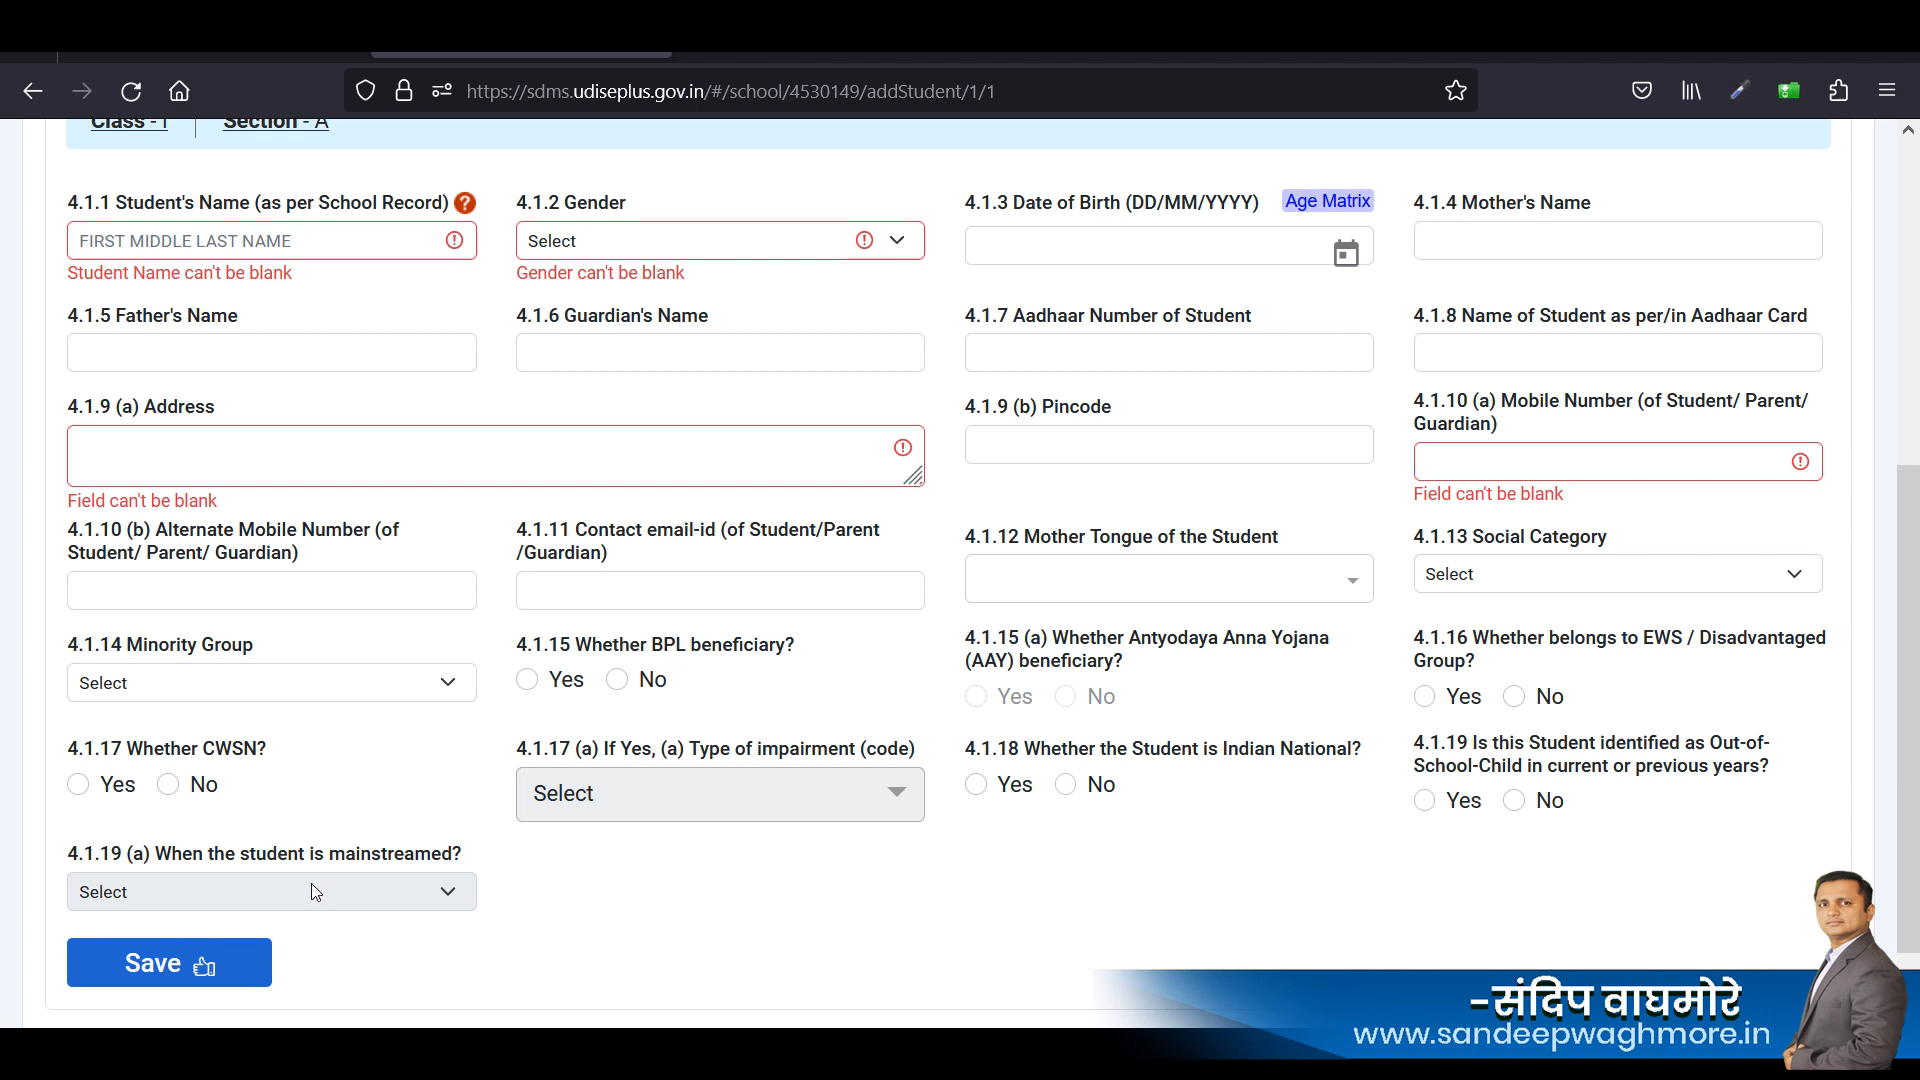 https://sdms.udiseplus.gov.in/#/school/4530149/addStudent/1/1
Class - I Section - A
4.1.1 Student's Name (as per School Record) ?
4.1.2 Gender
4.1.3 Date of Birth (DD/MM/YYYY) Age Matrix
4.1.4 Mother's Name
FIRST MIDDLE LAST NAME
Select
Student Name can't be blank
Gender can't be blank
4.1.5 Father's Name
4.1.6 Guardian's Name
4.1.7 Aadhaar Number of Student
4.1.8 Name of Student as per/in Aadhaar Card
4.1.9 (a) Address
4.1.9 (b) Pincode
4.1.10 (a) Mobile Number (of Student/ Parent/
Guardian)
Field can't be blank
Field can't be blank
4.1.10 (b) Alternate Mobile Number (of
Student/ Parent/ Guardian)
4.1.11 Contact email-id (of Student/Parent
/Guardian)
4.1.12 Mother Tongue of the Student
4.1.13 Social Category
Select
4.1.14 Minority Group
Select
4.1.15 Whether BPL beneficiary?
Yes No
4.1.15 (a) Whether Antyodaya Anna Yojana
(AAY) beneficiary?
Yes No
4.1.16 Whether belongs to EWS / Disadvantaged
Group?
Yes No
4.1.17 Whether CWSN?
Yes No
4.1.17 (a) If Yes, (a) Type of impairment (code)
Select
4.1.18 Whether the Student is Indian National?
Yes No
4.1.19 Is this Student identified as Out-of-
School-Child in current or previous years?
Yes No
4.1.19 (a) When the student is mainstreamed?
Select
Save
-संदिप वाघमोरे
www.sandeepwaghmore.in